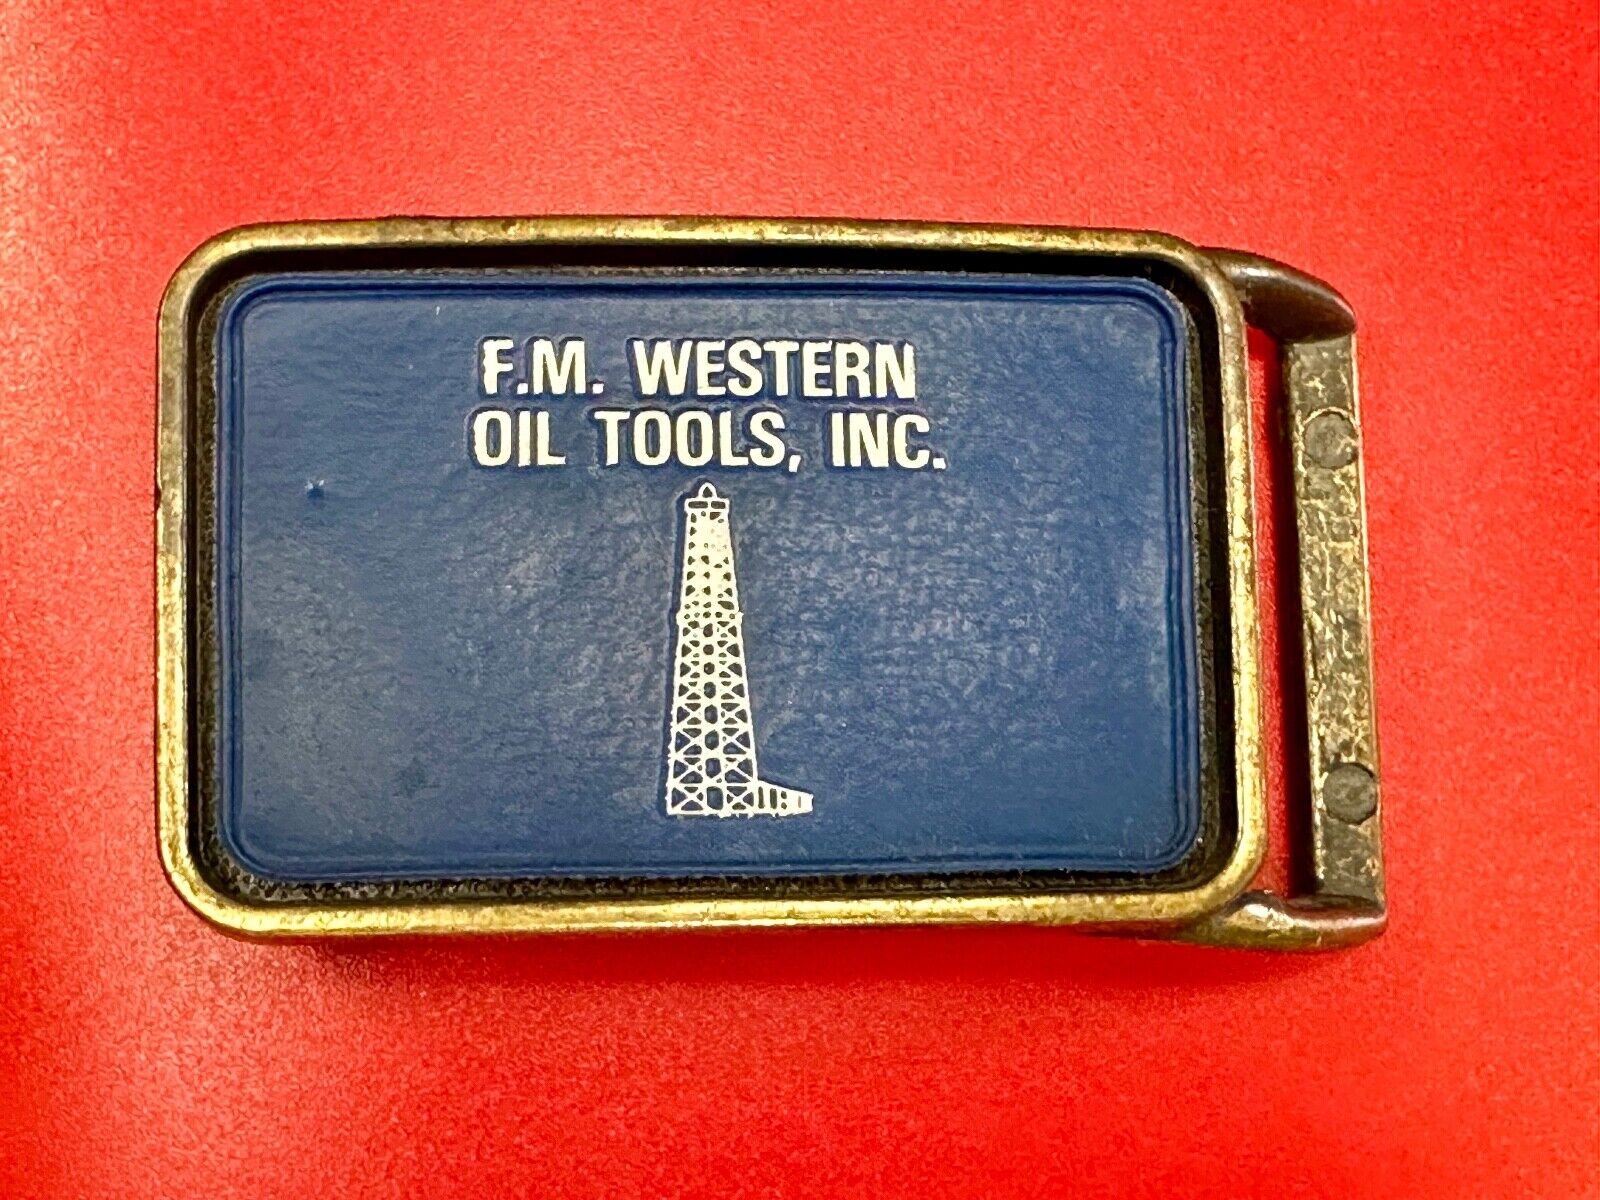 F.M. WESTERN
OIL TOOLS, INC.